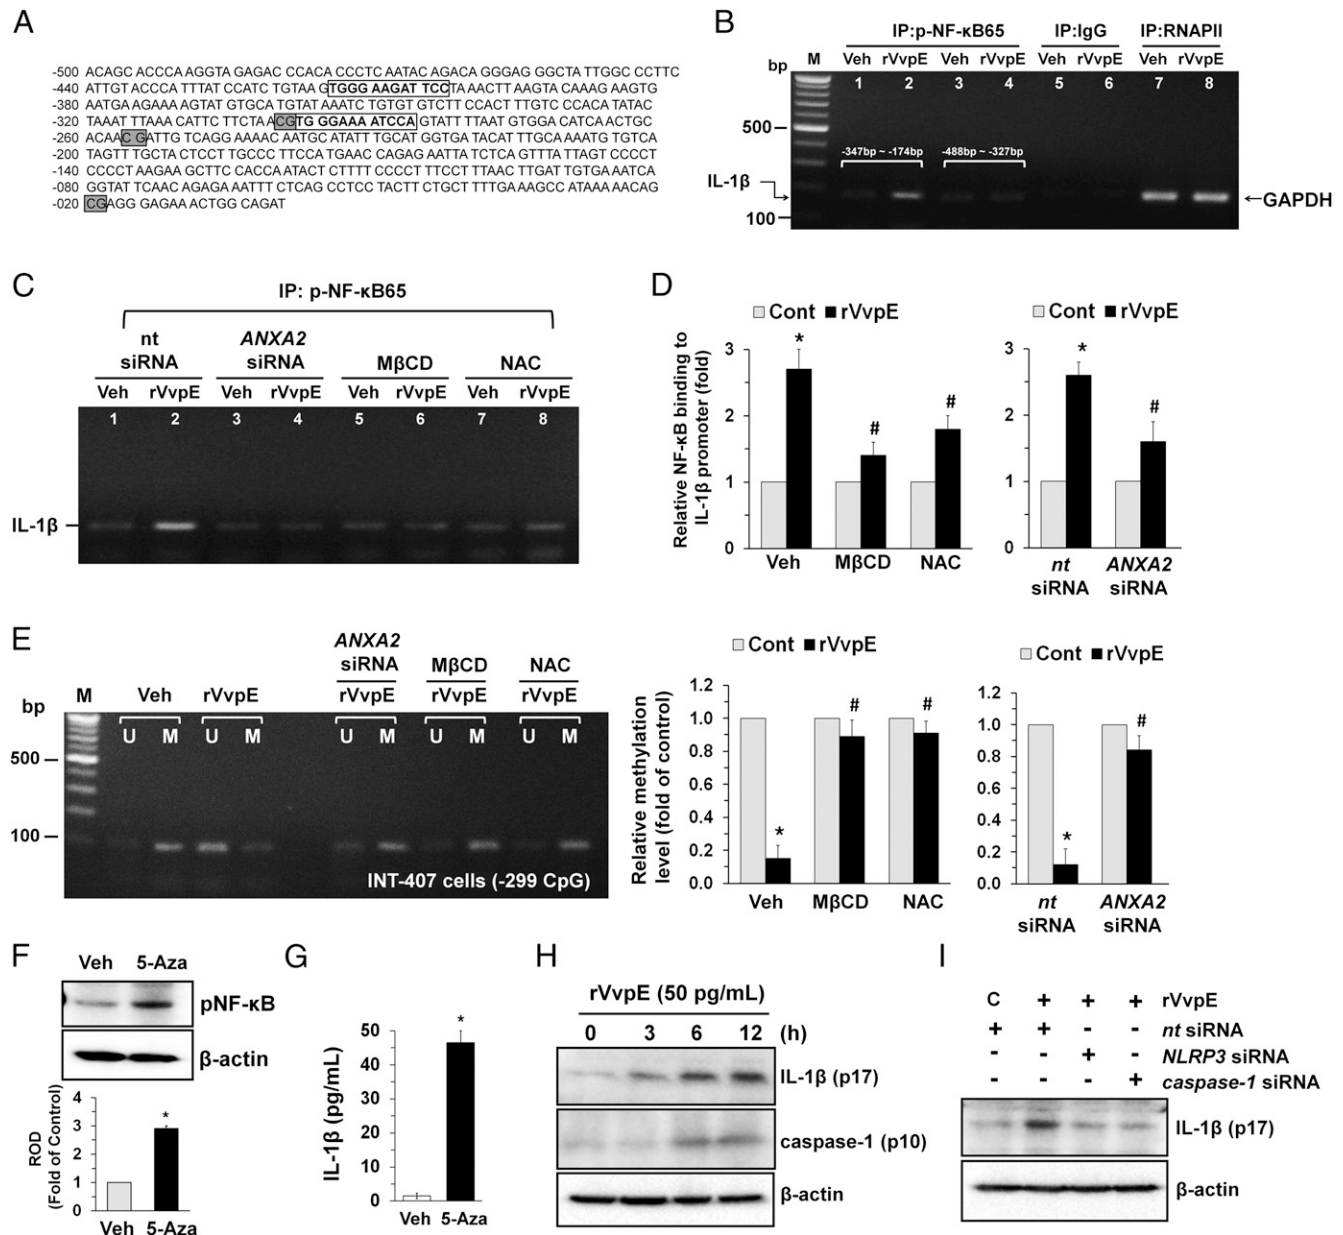 A
-500 ACAGC ACCCA AGGTA GAGAC CCACA CCCTC AATAC AGACA GGGAG GGCTA TTGGC CCTTC
-440 ATTGT ACCCA TTTAT CCATC TGTAA GTGGG AAGAT TCCTA AACTT AAGTA CAAAG AAGTG
-380 AATGA AGAAA AGTAT GTGCA TGTAT AAATC TGTGT GTCTT CCACT TTGTC CCACA TATAC
-320 TAAAT TTAAA CATTC TTCTA ACGTG GGAAA ATCCA GTATT TTAAT GTGGA CATCA ACTGC
-260 ACAAC GATTG TCAGG AAAAC AATGC ATATT TGCAT GGTGA TACAT TTGCA AAATG TGTCA
-200 TAGTT TGCTA CTCCT TGCCC TTCCA TGAAC CAGAG AATTA TCTCA GTTTA TTAGT CCCCT
-140 CCCCT AAGAA GCTTC CACCA ATACT CTTTT CCCCT TTCCT TTAAC TTGAT TGTGA AATCA
-080 GGTAT TCAAC AGAGA AATTT CTCAG CCTCC TACTT CTGCT TTTGA AAGCC ATAAA AACAG
-020 CGAGG GAGAA ACTGG CAGAT
B
IP:p-NF-κB65 IP:IgG IP:RNAPII
M Veh rVvpE Veh rVvpE Veh rVvpE Veh rVvpE
bp 1 2 3 4 5 6 7 8
500
-347bp ~ -174bp -488bp ~ -327bp
IL-1β
GAPDH
100
C
IP: p-NF-κB65
nt siRNA ANXA2 siRNA MβCD NAC
Veh rVvpE Veh rVvpE Veh rVvpE Veh rVvpE
1 2 3 4 5 6 7 8
IL-1β
D
Cont rVvpE
Relative NF-κB binding to
IL-1β promoter (fold)
3
2
1
0
* # #
Veh MβCD NAC
Cont rVvpE
3
2
1
0
* #
nt siRNA ANXA2 siRNA
E
ANXA2
siRNA MβCD NAC
M Veh rVvpE rVvpE rVvpE rVvpE
bp U M U M U M U M U M
500
100
INT-407 cells (-299 CpG)
Cont rVvpE
Relative methylation
level (fold of control)
1.2
1.0
0.8
0.6
0.4
0.2
0.0
* # #
Veh MβCD NAC
Cont rVvpE
1.2
1.0
0.8
0.6
0.4
0.2
0.0
* #
nt siRNA ANXA2 siRNA
F
Veh 5-Aza
pNF-κB
β-actin
ROD
(Fold of Control)
4
3
2
1
0
*
Veh 5-Aza
G
IL-1β (pg/mL)
50
40
30
20
10
0
*
Veh 5-Aza
H
rVvpE (50 pg/mL)
0 3 6 12 (h)
IL-1β (p17)
caspase-1 (p10)
β-actin
I
C + + + rVvpE
+ + - - nt siRNA
- - + - NLRP3 siRNA
- - - + caspase-1 siRNA
IL-1β (p17)
β-actin